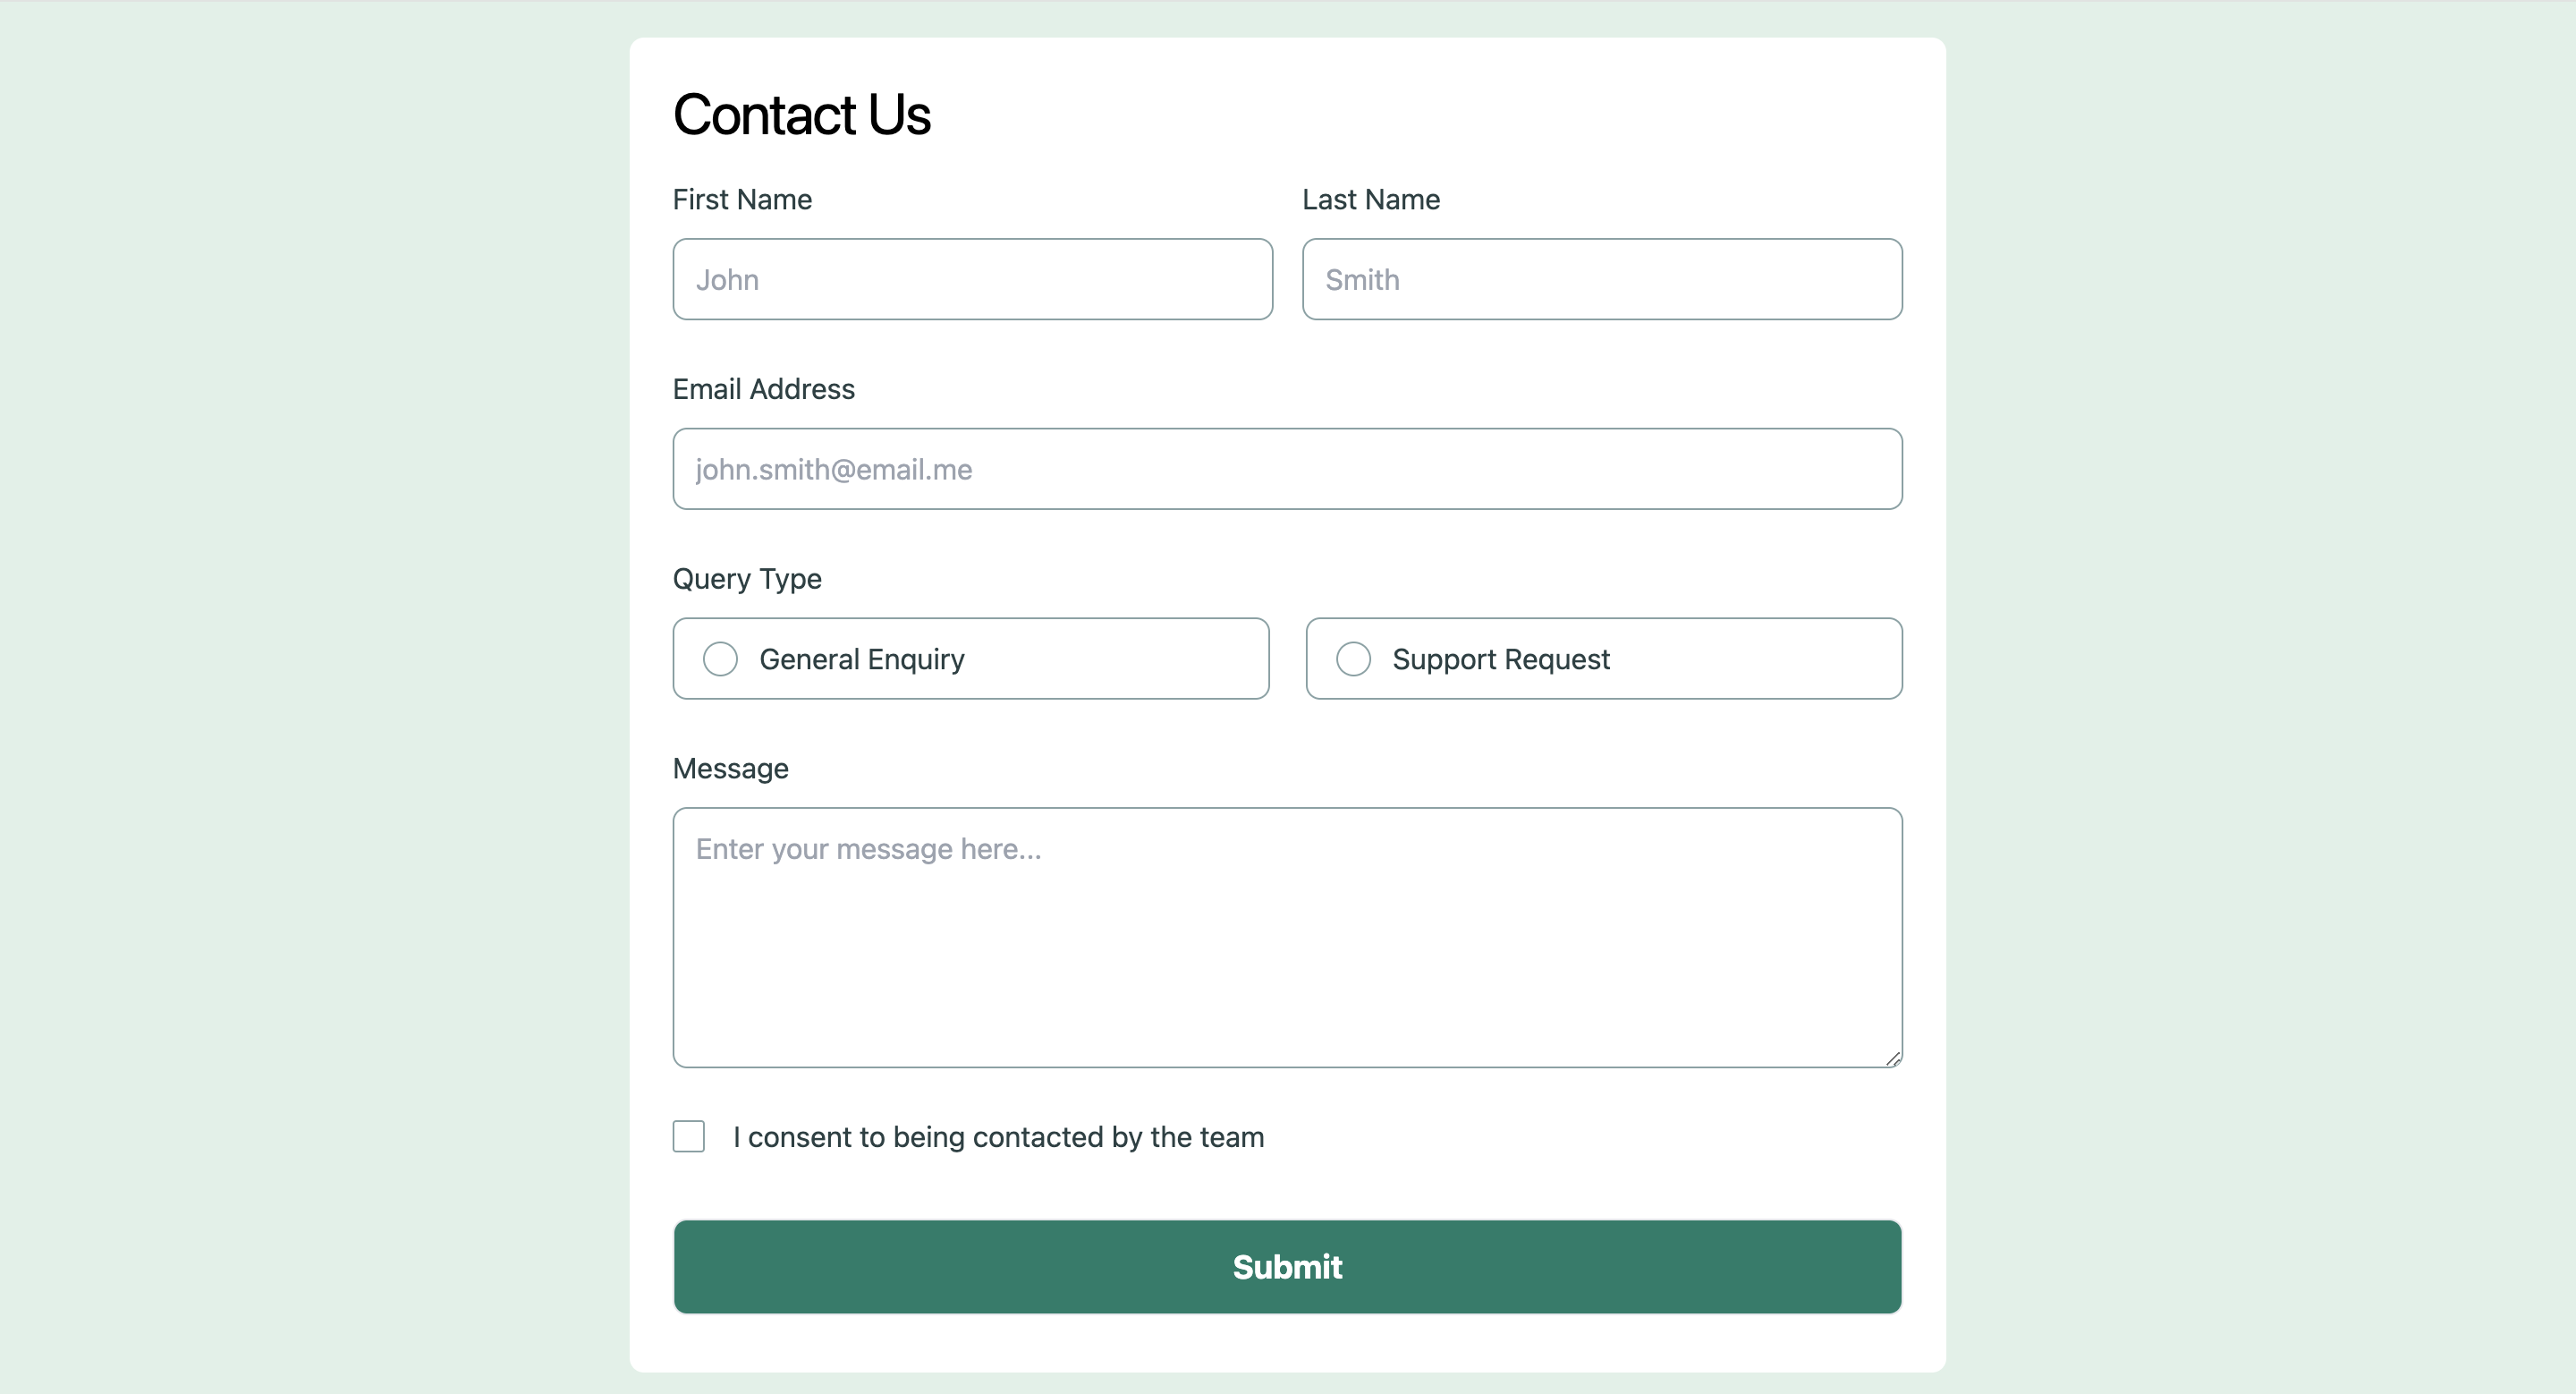 Contact Us
First Name
Last Name
John
Smith
Email Address
john.smith@email.me
Query Type
General Enquiry
Support Request
Message
Enter your message here...
I consent to being contacted by the team
Submit